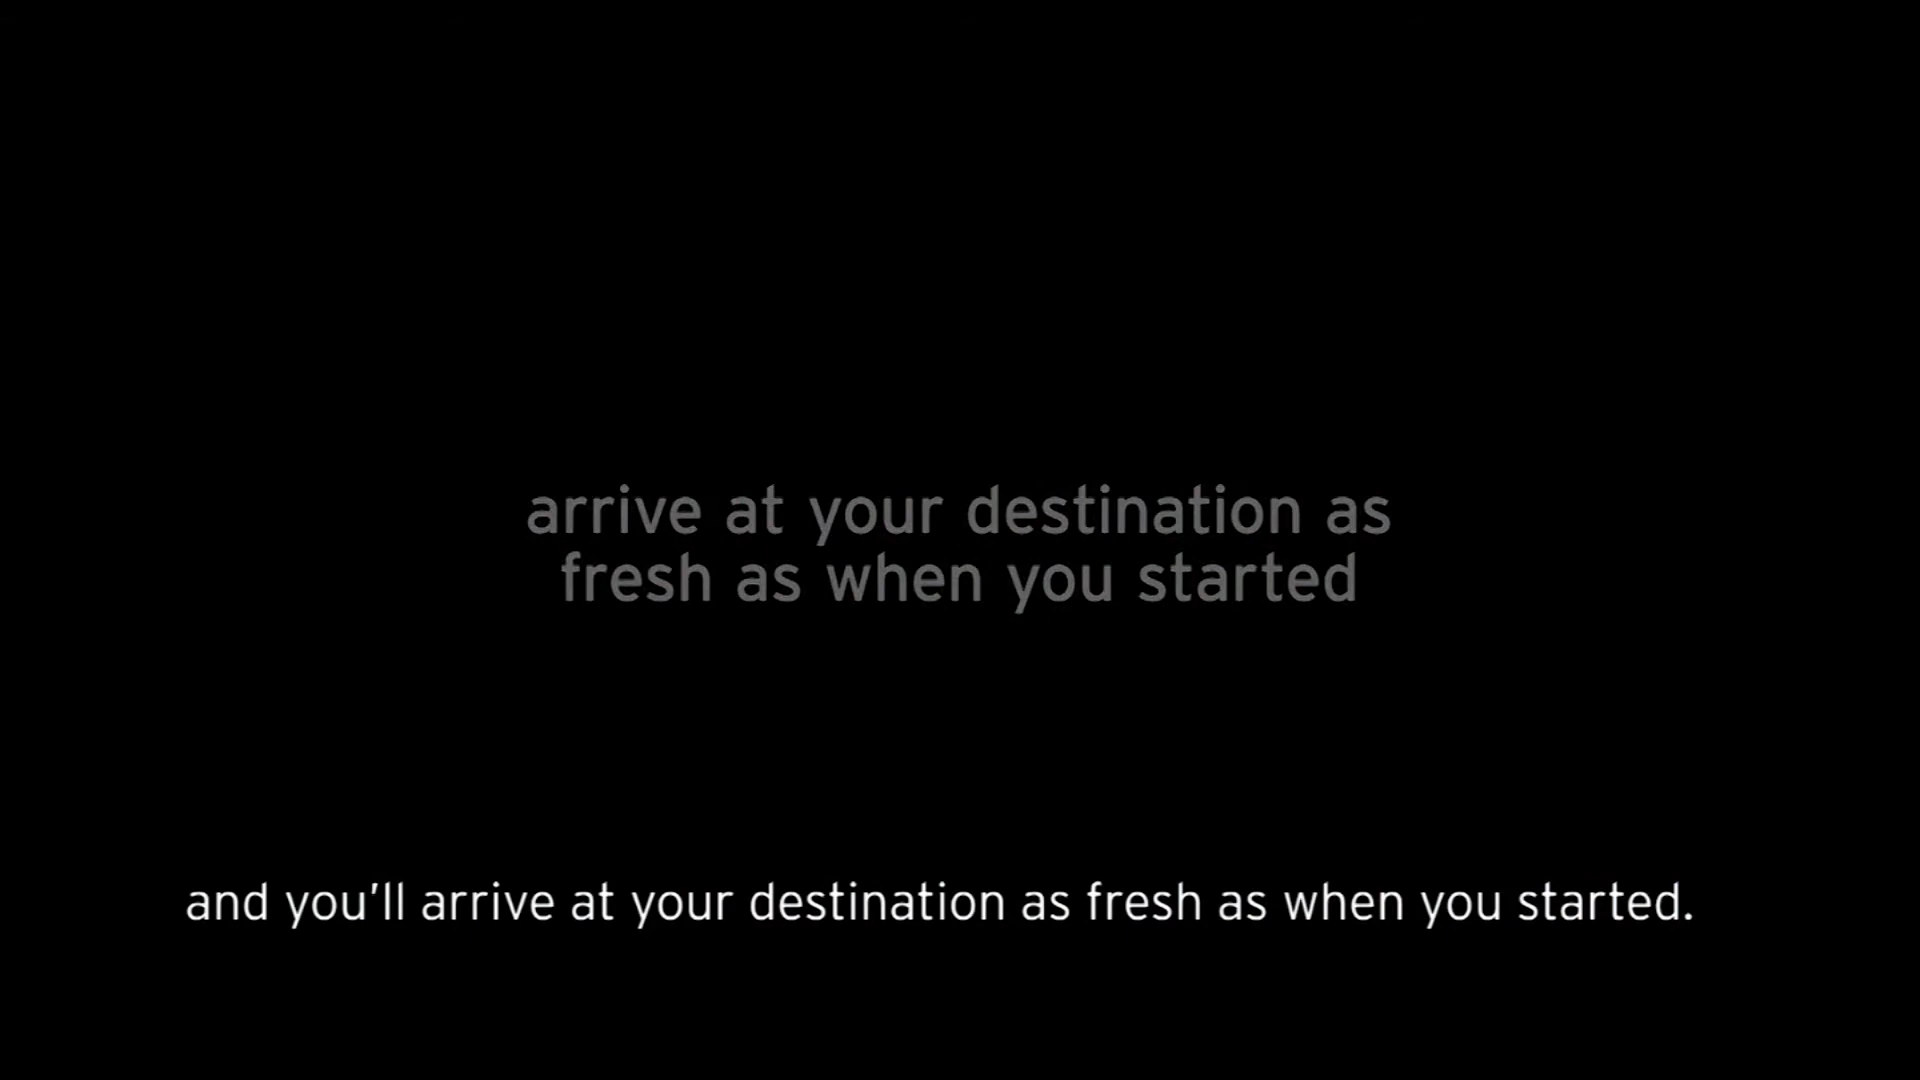 arrive at your destination as
fresh as when you started
and you’ll arrive at your destination as fresh as when you started.